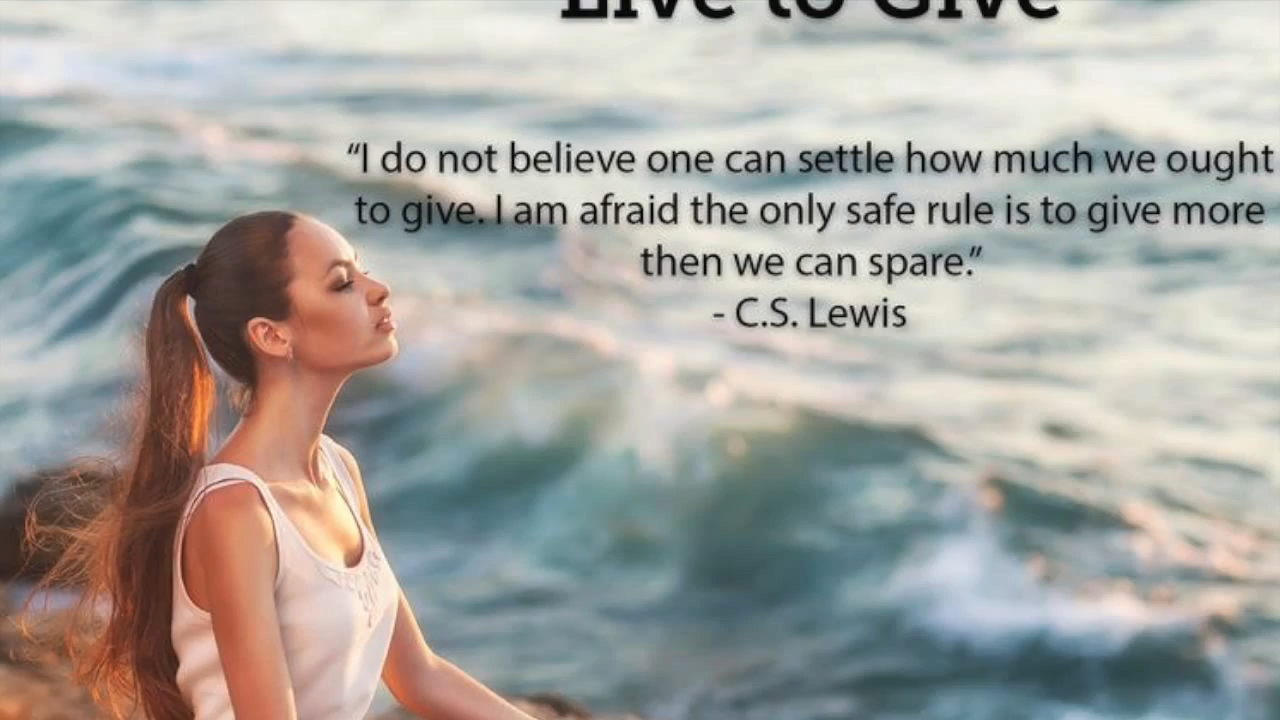 Live to Give
“I do not believe one can settle how much we ought
to give. I am afraid the only safe rule is to give more
then we can spare.”
- C.S. Lewis